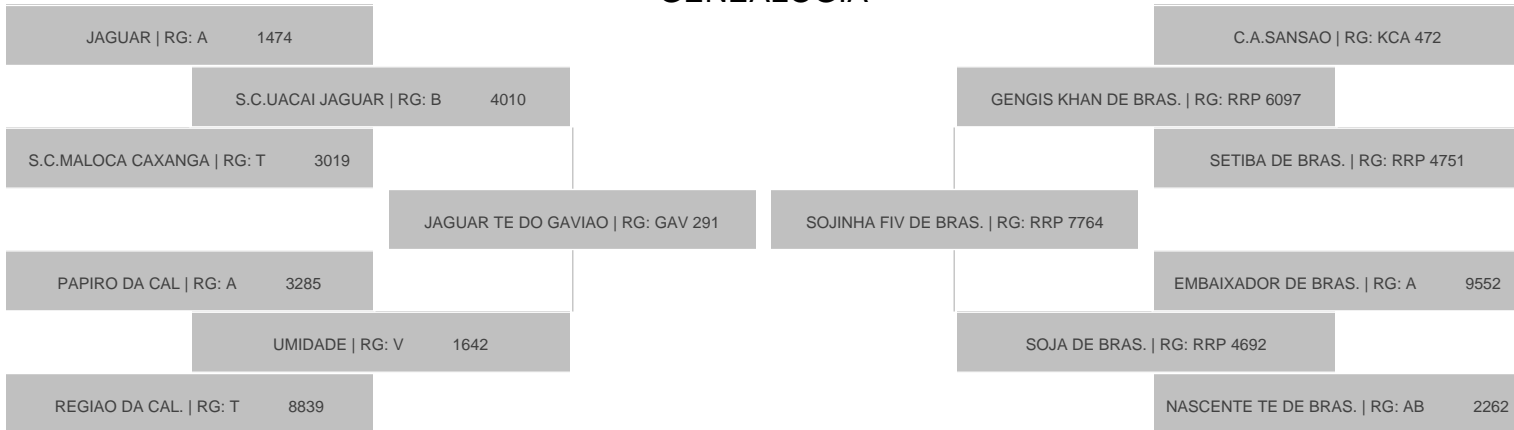 GENEALOGIA
JAGUAR | RG: A 1474
C.A.SANSAO | RG: KCA 472
S.C.UACAI JAGUAR | RG: B 4010
GENGIS KHAN DE BRAS. | RG: RRP 6097
S.C.MALOCA CAXANGA | RG: T 3019
SETIBA DE BRAS. | RG: RRP 4751
JAGUAR TE DO GAVIAO | RG: GAV 291
SOJINHA FIV DE BRAS. | RG: RRP 7764
PAPIRO DA CAL | RG: A 3285
EMBAIXADOR DE BRAS. | RG: A 9552
UMIDADE | RG: V 1642
SOJA DE BRAS. | RG: RRP 4692
REGIAO DA CAL. | RG: T 8839
NASCENTE TE DE BRAS. | RG: AB 2262